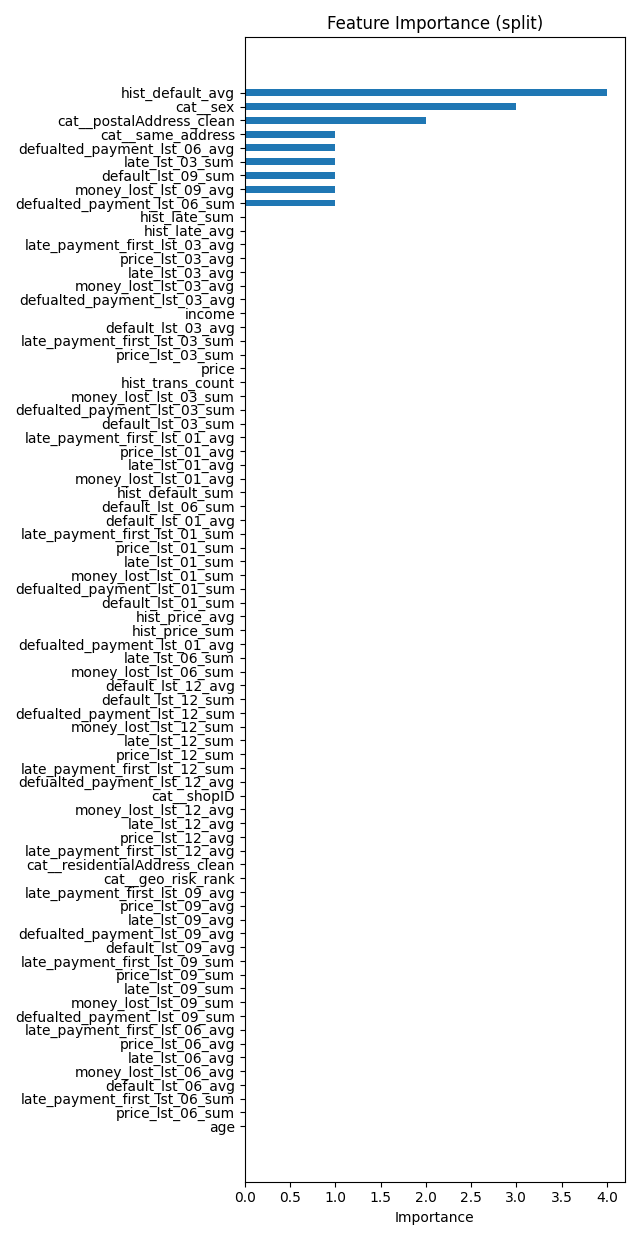 Feature Importance (split)
hist_default_avg
cat__sex
cat__postalAddress_clean
cat__same_address
defualted_payment_lst_06_avg
late_lst_03_sum
default_lst_09_sum
money_lost_lst_09_avg
defualted_payment_lst_06_sum
hist_late_sum
hist_late_avg
late_payment_first_lst_03_avg
price_lst_03_avg
late_lst_03_avg
money_lost_lst_03_avg
defualted_payment_lst_03_avg
income
default_lst_03_avg
late_payment_first_lst_03_sum
price_lst_03_sum
price
hist_trans_count
money_lost_lst_03_sum
defualted_payment_lst_03_sum
default_lst_03_sum
late_payment_first_lst_01_avg
price_lst_01_avg
late_lst_01_avg
money_lost_lst_01_avg
hist_default_sum
default_lst_06_sum
default_lst_01_avg
late_payment_first_lst_01_sum
price_lst_01_sum
late_lst_01_sum
money_lost_lst_01_sum
defualted_payment_lst_01_sum
default_lst_01_sum
hist_price_avg
hist_price_sum
defualted_payment_lst_01_avg
late_lst_06_sum
money_lost_lst_06_sum
default_lst_12_avg
default_lst_12_sum
defualted_payment_lst_12_sum
money_lost_lst_12_sum
late_lst_12_sum
price_lst_12_sum
late_payment_first_lst_12_sum
defualted_payment_lst_12_avg
cat__shopID
money_lost_lst_12_avg
late_lst_12_avg
price_lst_12_avg
late_payment_first_lst_12_avg
cat__residentialAddress_clean
cat__geo_risk_rank
late_payment_first_lst_09_avg
price_lst_09_avg
late_lst_09_avg
defualted_payment_lst_09_avg
default_lst_09_avg
late_payment_first_lst_09_sum
price_lst_09_sum
late_lst_09_sum
money_lost_lst_09_sum
defualted_payment_lst_09_sum
late_payment_first_lst_06_avg
price_lst_06_avg
late_lst_06_avg
money_lost_lst_06_avg
default_lst_06_avg
late_payment_first_lst_06_sum
price_lst_06_sum
age
0.0 0.5 1.0 1.5 2.0 2.5 3.0 3.5 4.0
Importance